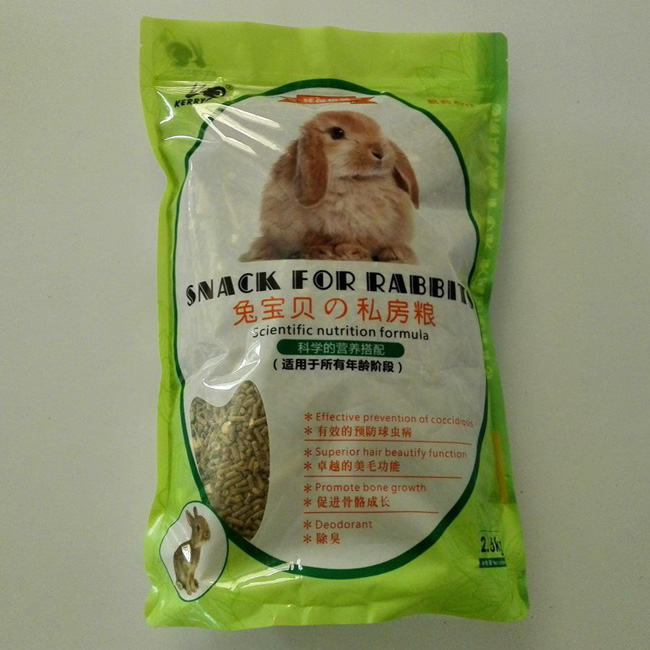 KERRY
SNACK FOR RABBITS
兔宝贝の私房粮
Scientific nutrition formula
科学的营养搭配
(适用于所有年龄阶段)
* Effective prevention of coccidiosis
* 有效的预防球虫病
* Superior hair beautify function
* 卓越的美毛功能
* Promote bone growth
* 促进骨骼成长
* Deodorant
* 除臭